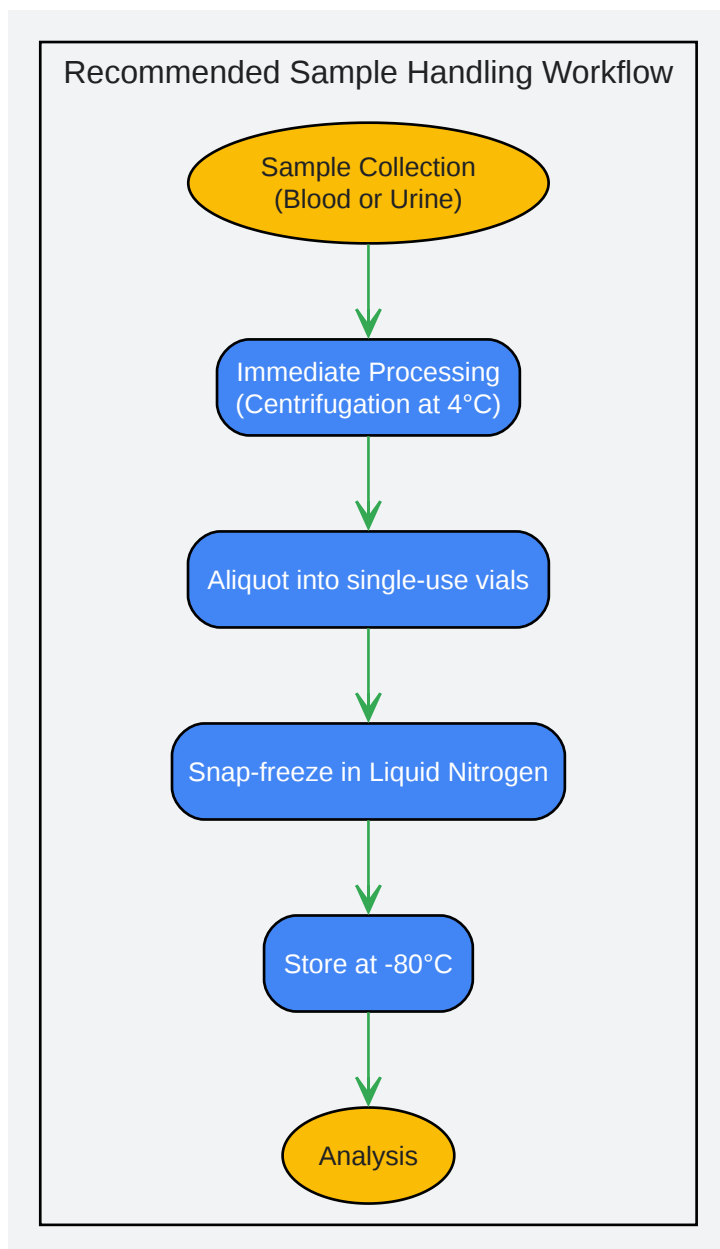 Recommended Sample Handling Workflow
Sample Collection
(Blood or Urine)
Immediate Processing
(Centrifugation at 4°C)
Aliquot into single-use vials
Snap-freeze in Liquid Nitrogen
Store at -80°C
Analysis